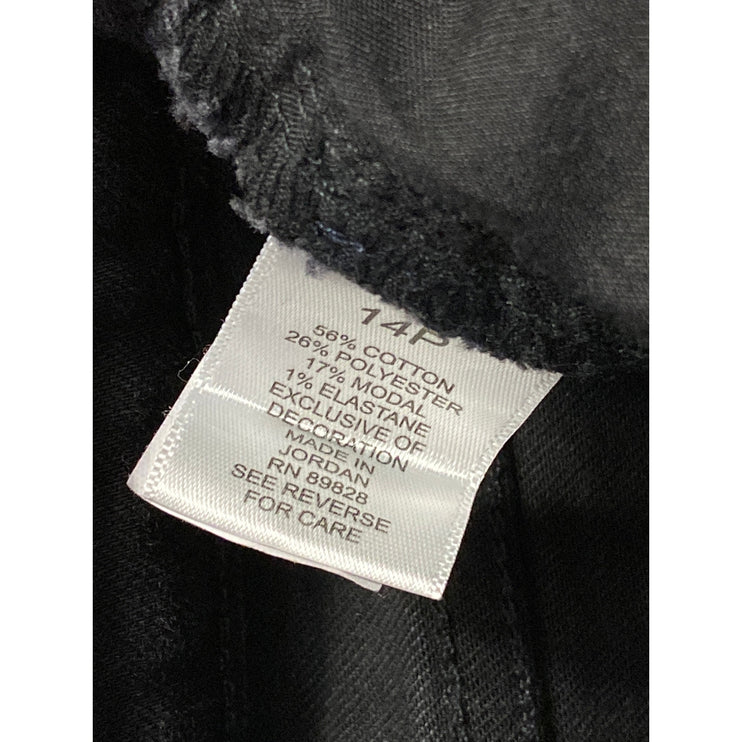 14P
56% COTTON
26% POLYESTER
17% MODAL
1% ELASTANE
EXCLUSIVE OF
DECORATION
MADE IN
JORDAN
RN 89828
SEE REVERSE
FOR CARE